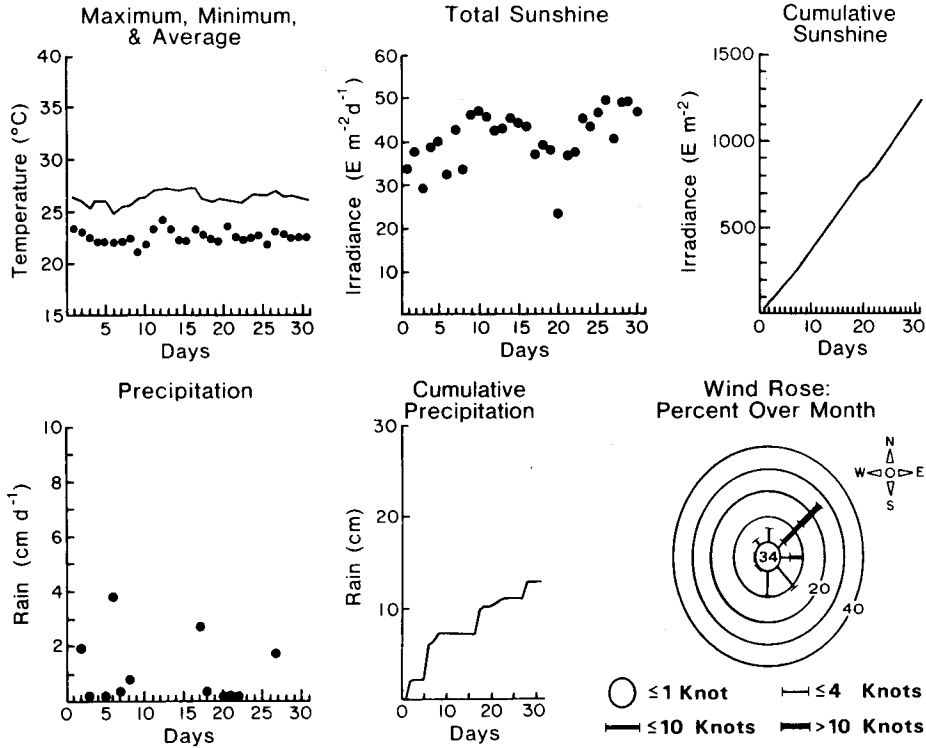 Maximum, Minimum,
& Average
Temperature (°C)
40
35
30
25
20
15
0 5 10 15 20 25 30
Days
Total Sunshine
Irradiance (E m-2d-1)
60
50
40
30
20
10
0 5 10 15 20 25 30
Days
Cumulative
Sunshine
Irradiance (E m-2)
1500
1000
500
0 10 20 30
Days
Precipitation
Rain (cm d-1)
10
8
6
4
2
0 5 10 15 20 25 30
Days
Cumulative
Precipitation
Rain (cm)
30
20
10
0 10 20 30
Days
Wind Rose:
Percent Over Month
N
W E
S
34
20
40
≤1 Knot
≤4 Knots
≤10 Knots
>10 Knots